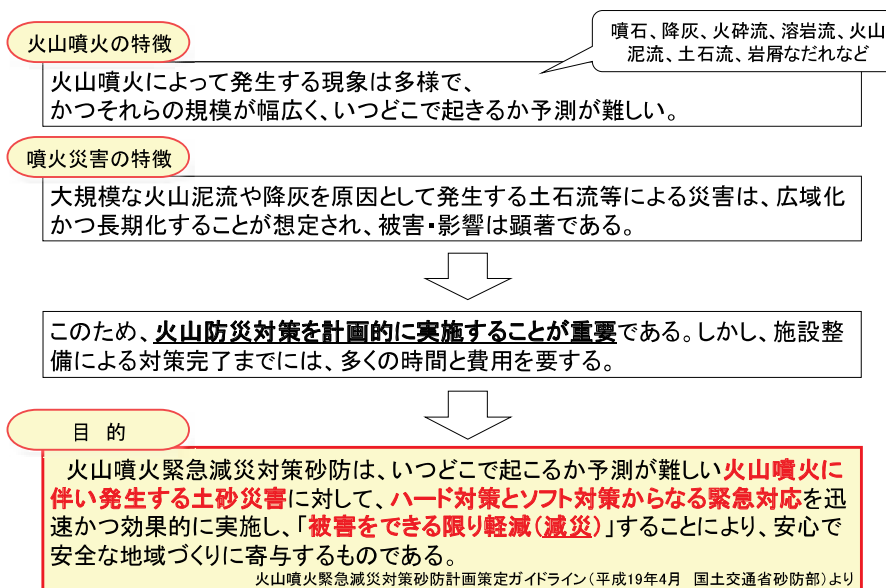 火山噴火の特徴
噴石、降灰、火砕流、溶岩流、火山
泥流、土石流、岩屑なだれなど
火山噴火によって発生する現象は多様で、
かつそれらの規模が幅広く、いつどこで起きるか予測が難しい。
噴火災害の特徴
大規模な火山泥流や降灰を原因として発生する土石流等による災害は、広域化
かつ長期化することが想定され、被害・影響は顕著である。
このため、火山防災対策を計画的に実施することが重要である。しかし、施設整
備による対策完了までには、多くの時間と費用を要する。
目 的
火山噴火緊急減災対策砂防は、いつどこで起こるか予測が難しい火山噴火に
伴い発生する土砂災害に対して、ハード対策とソフト対策からなる緊急対応を迅
速かつ効果的に実施し、「被害をできる限り軽減(減災)」することにより、安心で
安全な地域づくりに寄与するものである。
火山噴火緊急減災対策砂防計画策定ガイドライン(平成19年4月 国土交通省砂防部)より